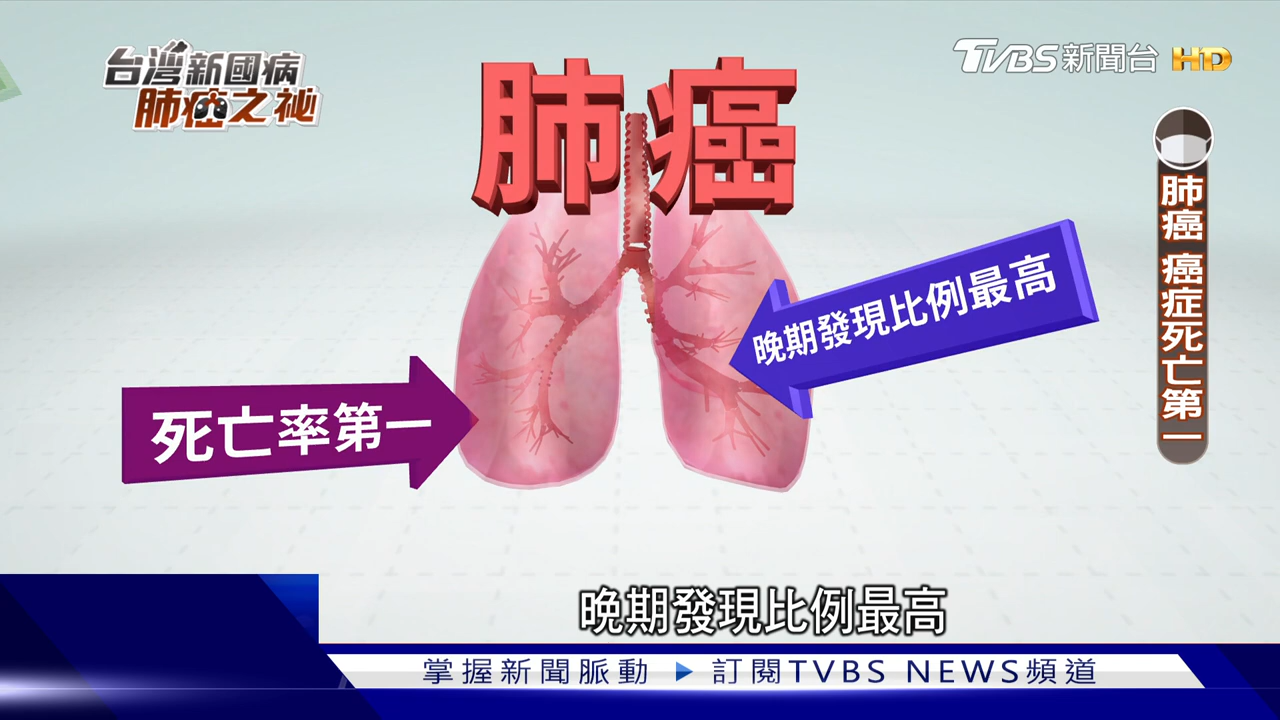 台灣新國病
肺癌之祕
TVBS新聞台 HD
肺癌
肺癌 癌症死亡第一
晚期發現比例最高
死亡率第一
晚期發現比例最高
掌握新聞脈動 ▶ 訂閱TVBS NEWS頻道